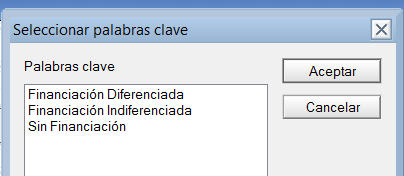 Seleccionar palabras clave
Palabras clave
Aceptar
Financiación Diferenciada
Financiación Indiferenciada
Sin Financiación
Cancelar